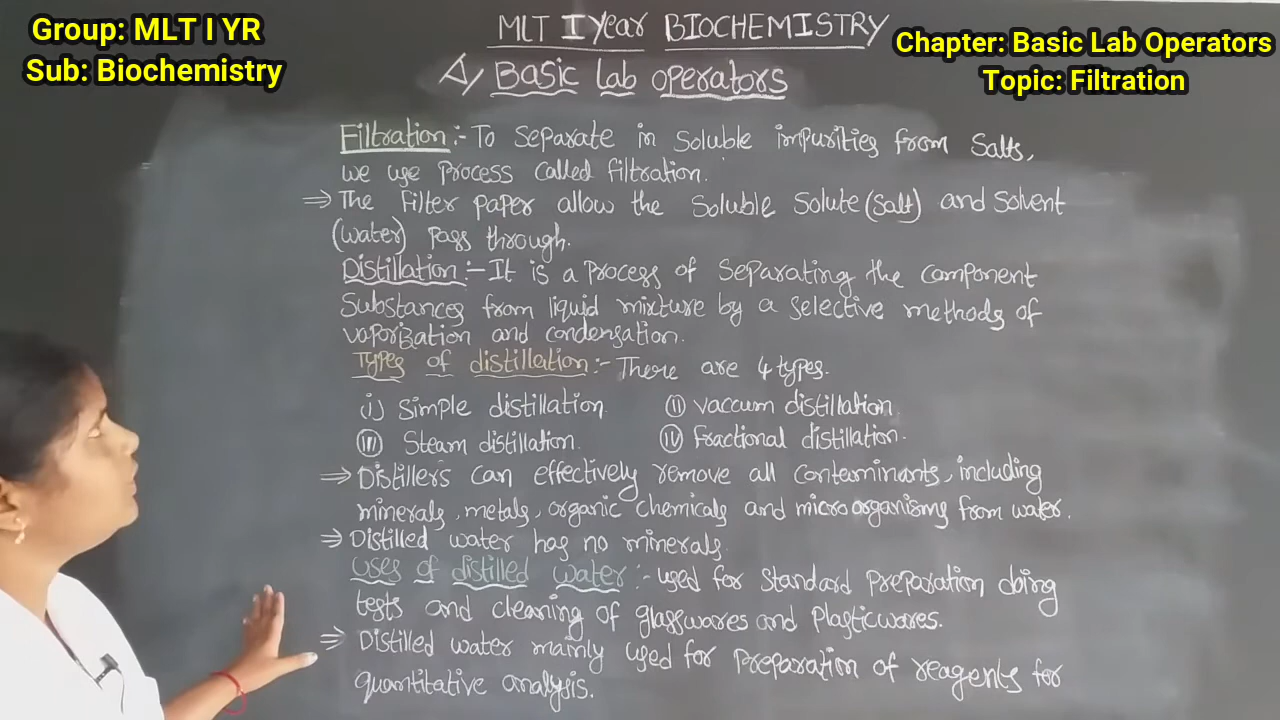 Group: MLT I YR
Sub: Biochemistry
Chapter: Basic Lab Operators
Topic: Filtration
MLT I Year BIOCHEMISTRY
A) Basic lab operators
Filtration:- To Separate in soluble impurities from Salts,
we use process called filtration.
⇒ The filter paper allow the soluble solute (salt) and solvent
(water) pass through.
Distillation:- It is a process of separating the component
Substances from liquid mixture by a selective methods of
vaporization and condensation.
Types of distillation:- There are 4 types.
i) Simple distillation
(ii) vaccum distillation.
(iii) Steam distillation.
(iv) Fractional distillation.
⇒ Distiller's can effectively remove all contaminants, including
minerals, metals, organic chemicals and micro organisms from water.
⇒ Distilled water has no minerals.
Uses of distilled water:- used for standard preparation doing
tests and cleaning of glasswares and plasticwares.
⇒ Distilled water mainly used for preparation of reagents for
quantitative analysis.